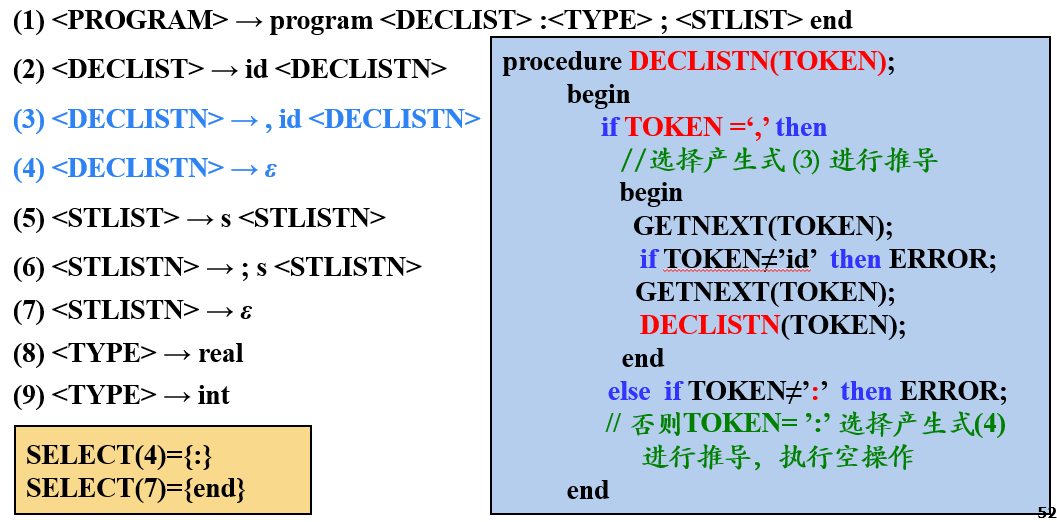 (1) <PROGRAM> → program <DECLIST> :<TYPE> ; <STLIST> end
(2) <DECLIST> → id <DECLISTN>
(3) <DECLISTN> → , id <DECLISTN>
(4) <DECLISTN> → ε
(5) <STLIST> → s <STLISTN>
(6) <STLISTN> → ; s <STLISTN>
(7) <STLISTN> → ε
(8) <TYPE> → real
(9) <TYPE> → int
SELECT(4)={:}
SELECT(7)={end}
procedure DECLISTN(TOKEN);
begin
if TOKEN =‘,’ then
//选择产生式 (3) 进行推导
begin
GETNEXT(TOKEN);
if TOKEN≠’id’ then ERROR;
GETNEXT(TOKEN);
DECLISTN(TOKEN);
end
else if TOKEN≠’:’ then ERROR;
// 否则TOKEN= ’:’ 选择产生式(4)
进行推导，执行空操作
end
52